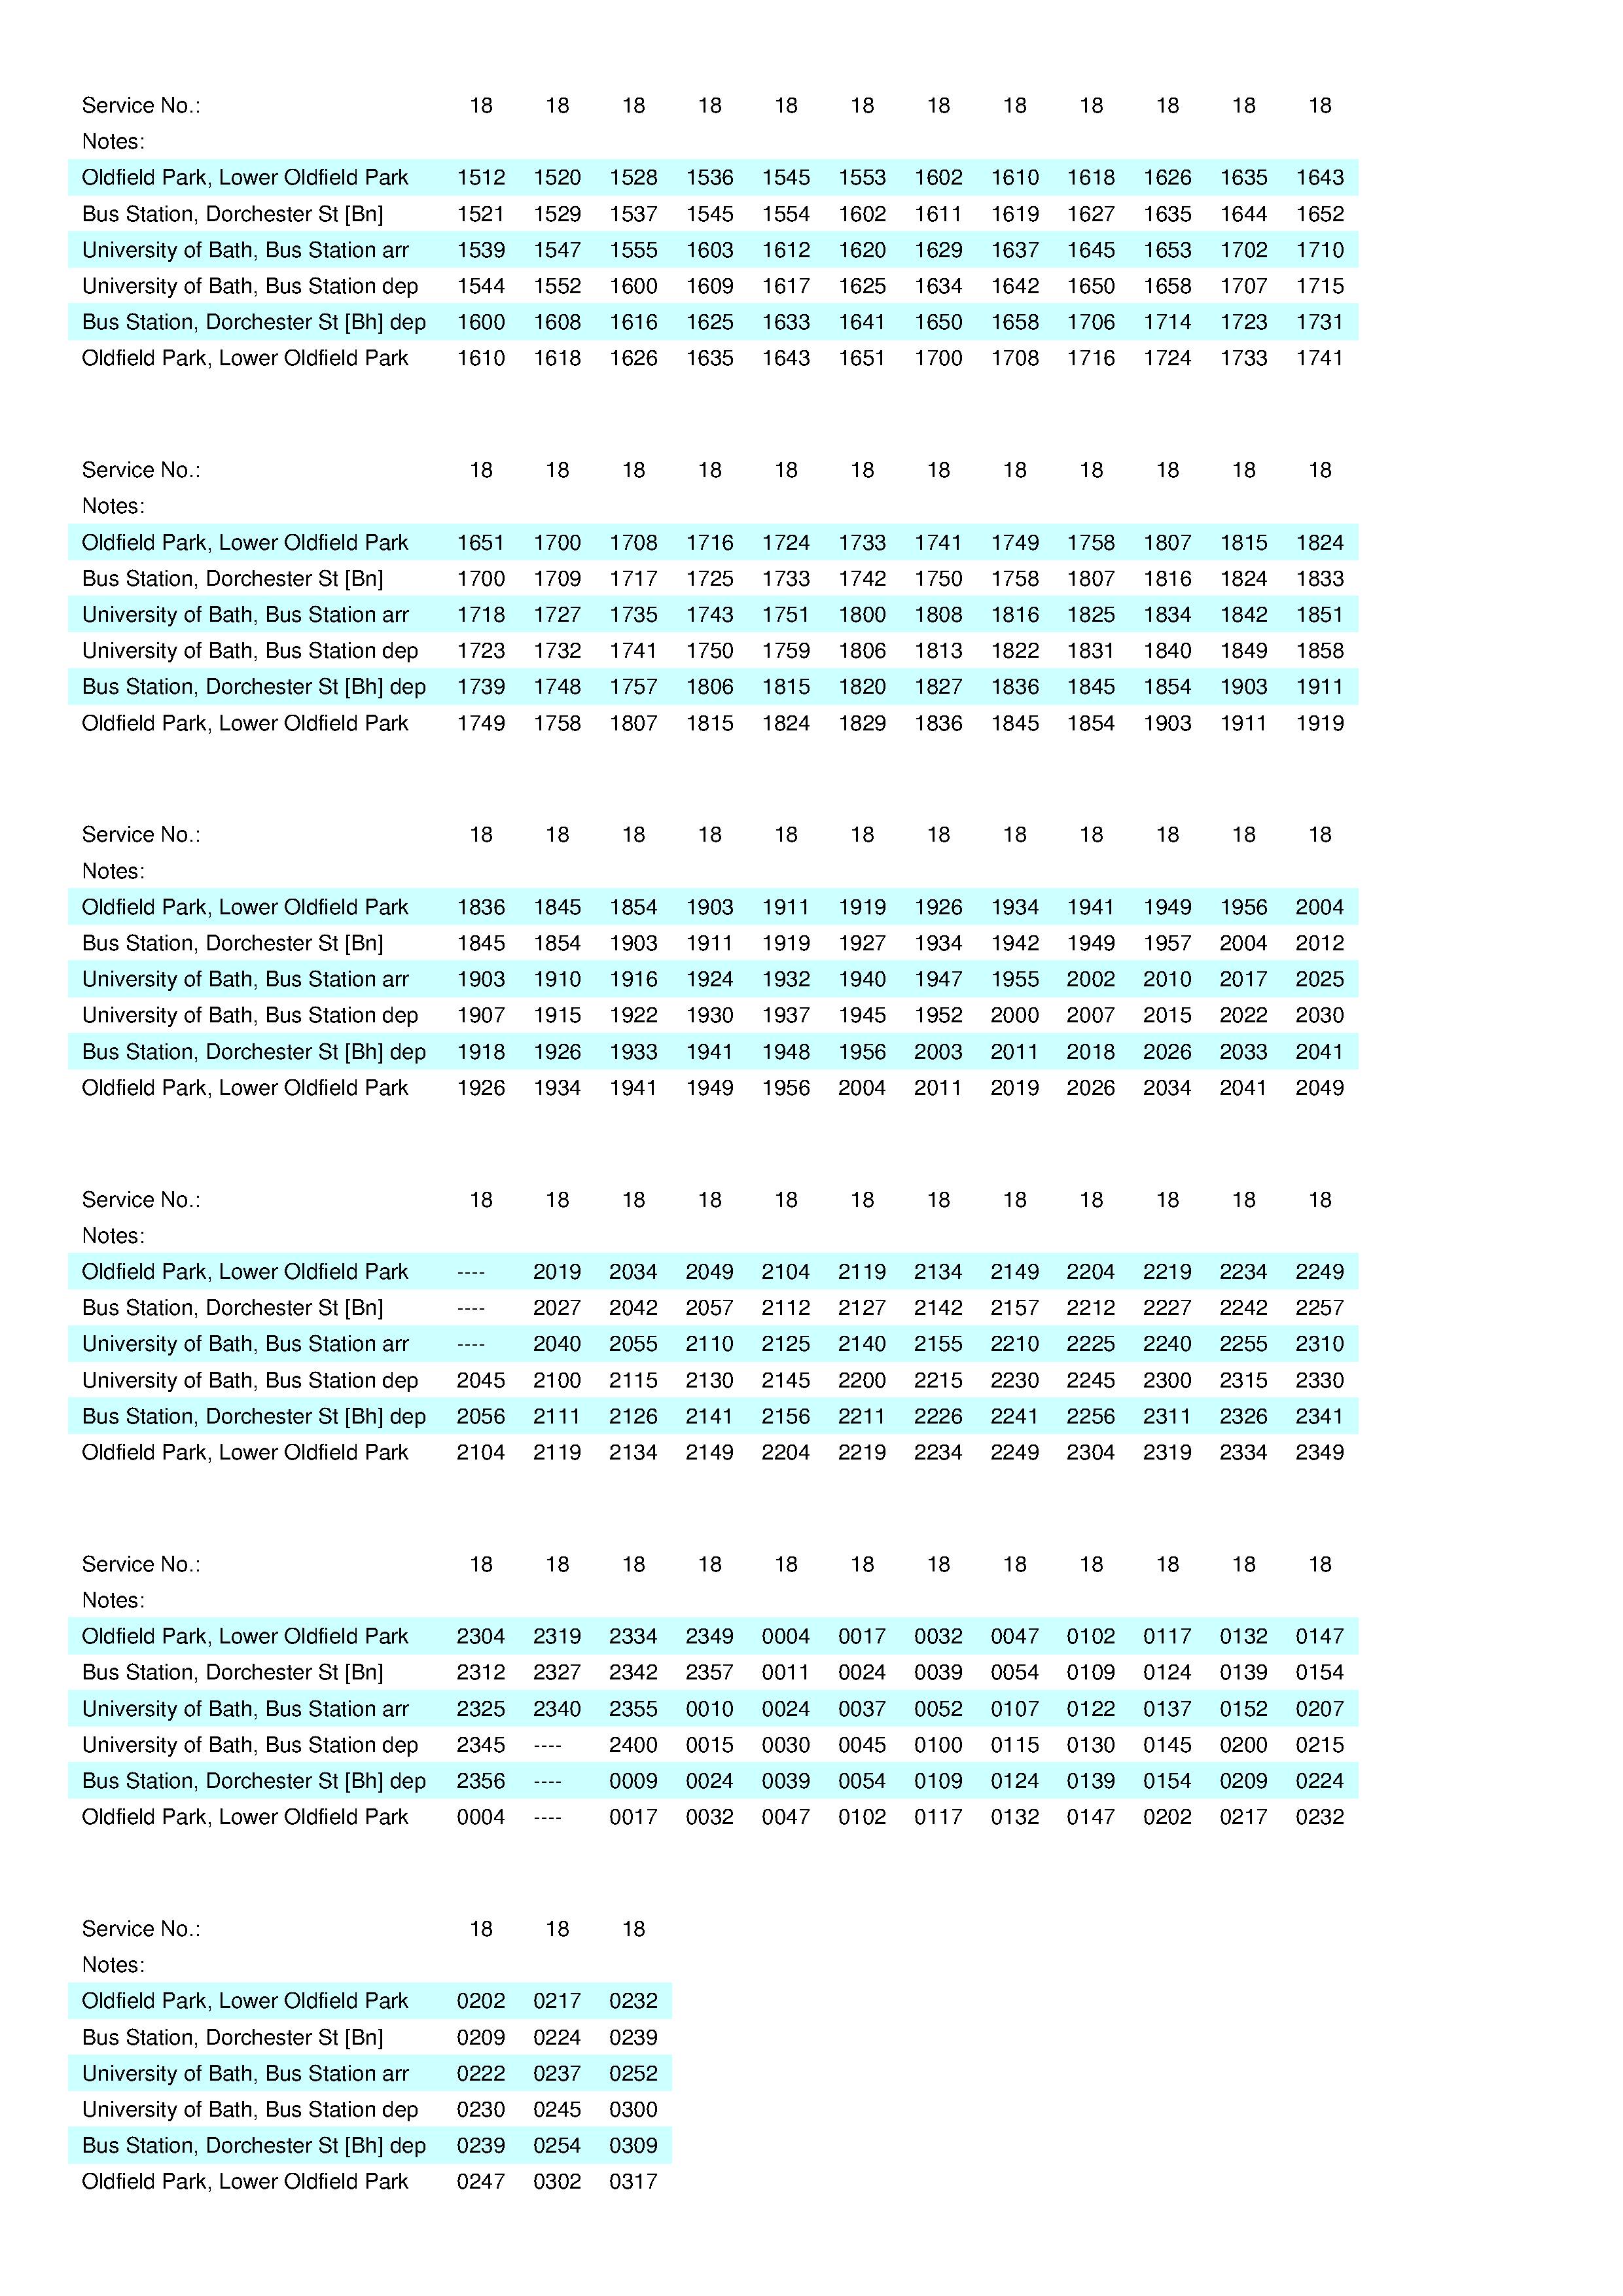 Service No.: 18 18 18 18 18 18 18 18 18 18 18 18
Notes:
Oldfield Park, Lower Oldfield Park 1512 1520 1528 1536 1545 1553 1602 1610 1618 1626 1635 1643
Bus Station, Dorchester St [Bn] 1521 1529 1537 1545 1554 1602 1611 1619 1627 1635 1644 1652
University of Bath, Bus Station arr 1539 1547 1555 1603 1612 1620 1629 1637 1645 1653 1702 1710
University of Bath, Bus Station dep 1544 1552 1600 1609 1617 1625 1634 1642 1650 1658 1707 1715
Bus Station, Dorchester St [Bh] dep 1600 1608 1616 1625 1633 1641 1650 1658 1706 1714 1723 1731
Oldfield Park, Lower Oldfield Park 1610 1618 1626 1635 1643 1651 1700 1708 1716 1724 1733 1741
Service No.: 18 18 18 18 18 18 18 18 18 18 18 18
Notes:
Oldfield Park, Lower Oldfield Park 1651 1700 1708 1716 1724 1733 1741 1749 1758 1807 1815 1824
Bus Station, Dorchester St [Bn] 1700 1709 1717 1725 1733 1742 1750 1758 1807 1816 1824 1833
University of Bath, Bus Station arr 1718 1727 1735 1743 1751 1800 1808 1816 1825 1834 1842 1851
University of Bath, Bus Station dep 1723 1732 1741 1750 1759 1806 1813 1822 1831 1840 1849 1858
Bus Station, Dorchester St [Bh] dep 1739 1748 1757 1806 1815 1820 1827 1836 1845 1854 1903 1911
Oldfield Park, Lower Oldfield Park 1749 1758 1807 1815 1824 1829 1836 1845 1854 1903 1911 1919
Service No.: 18 18 18 18 18 18 18 18 18 18 18 18
Notes:
Oldfield Park, Lower Oldfield Park 1836 1845 1854 1903 1911 1919 1926 1934 1941 1949 1956 2004
Bus Station, Dorchester St [Bn] 1845 1854 1903 1911 1919 1927 1934 1942 1949 1957 2004 2012
University of Bath, Bus Station arr 1903 1910 1916 1924 1932 1940 1947 1955 2002 2010 2017 2025
University of Bath, Bus Station dep 1907 1915 1922 1930 1937 1945 1952 2000 2007 2015 2022 2030
Bus Station, Dorchester St [Bh] dep 1918 1926 1933 1941 1948 1956 2003 2011 2018 2026 2033 2041
Oldfield Park, Lower Oldfield Park 1926 1934 1941 1949 1956 2004 2011 2019 2026 2034 2041 2049
Service No.: 18 18 18 18 18 18 18 18 18 18 18 18
Notes:
Oldfield Park, Lower Oldfield Park ---- 2019 2034 2049 2104 2119 2134 2149 2204 2219 2234 2249
Bus Station, Dorchester St [Bn] ---- 2027 2042 2057 2112 2127 2142 2157 2212 2227 2242 2257
University of Bath, Bus Station arr ---- 2040 2055 2110 2125 2140 2155 2210 2225 2240 2255 2310
University of Bath, Bus Station dep 2045 2100 2115 2130 2145 2200 2215 2230 2245 2300 2315 2330
Bus Station, Dorchester St [Bh] dep 2056 2111 2126 2141 2156 2211 2226 2241 2256 2311 2326 2341
Oldfield Park, Lower Oldfield Park 2104 2119 2134 2149 2204 2219 2234 2249 2304 2319 2334 2349
Service No.: 18 18 18 18 18 18 18 18 18 18 18 18
Notes:
Oldfield Park, Lower Oldfield Park 2304 2319 2334 2349 0004 0017 0032 0047 0102 0117 0132 0147
Bus Station, Dorchester St [Bn] 2312 2327 2342 2357 0011 0024 0039 0054 0109 0124 0139 0154
University of Bath, Bus Station arr 2325 2340 2355 0010 0024 0037 0052 0107 0122 0137 0152 0207
University of Bath, Bus Station dep 2345 ---- 2400 0015 0030 0045 0100 0115 0130 0145 0200 0215
Bus Station, Dorchester St [Bh] dep 2356 ---- 0009 0024 0039 0054 0109 0124 0139 0154 0209 0224
Oldfield Park, Lower Oldfield Park 0004 ---- 0017 0032 0047 0102 0117 0132 0147 0202 0217 0232
Service No.: 18 18 18
Notes:
Oldfield Park, Lower Oldfield Park 0202 0217 0232
Bus Station, Dorchester St [Bn] 0209 0224 0239
University of Bath, Bus Station arr 0222 0237 0252
University of Bath, Bus Station dep 0230 0245 0300
Bus Station, Dorchester St [Bh] dep 0239 0254 0309
Oldfield Park, Lower Oldfield Park 0247 0302 0317